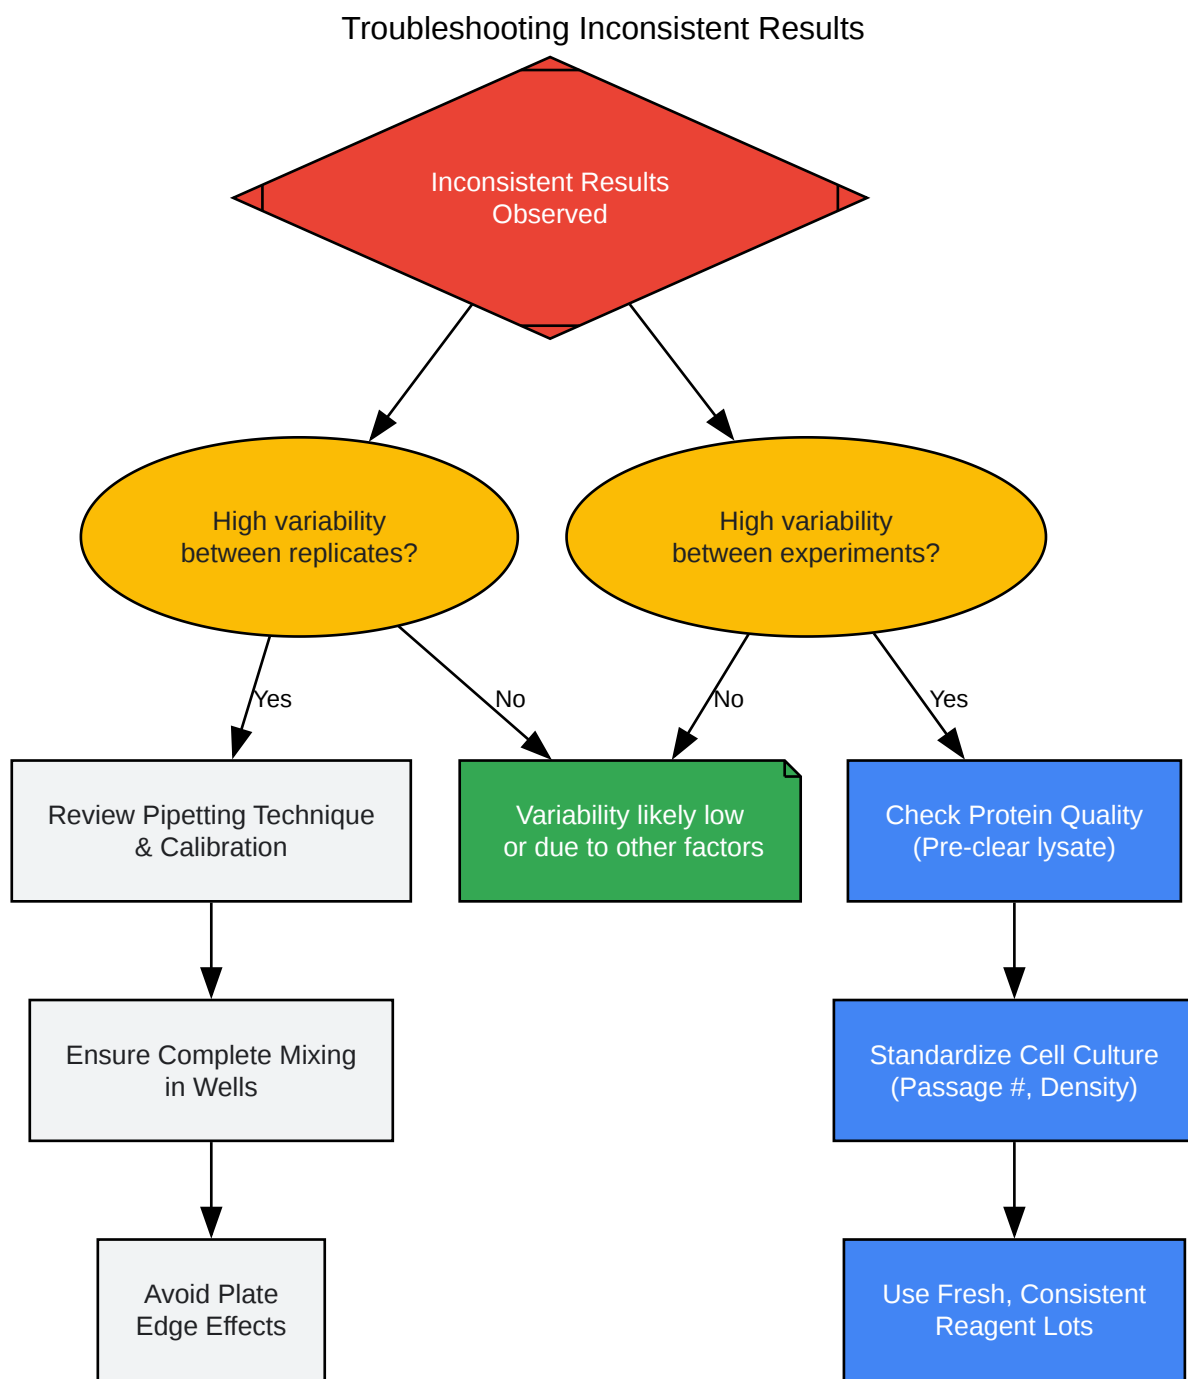 Troubleshooting Inconsistent Results
Inconsistent Results
Observed
High variability
between replicates?
High variability
between experiments?
Yes
No
No
Yes
Review Pipetting Technique
& Calibration
Variability likely low
or due to other factors
Check Protein Quality
(Pre-clear lysate)
Ensure Complete Mixing
in Wells
Standardize Cell Culture
(Passage #, Density)
Avoid Plate
Edge Effects
Use Fresh, Consistent
Reagent Lots